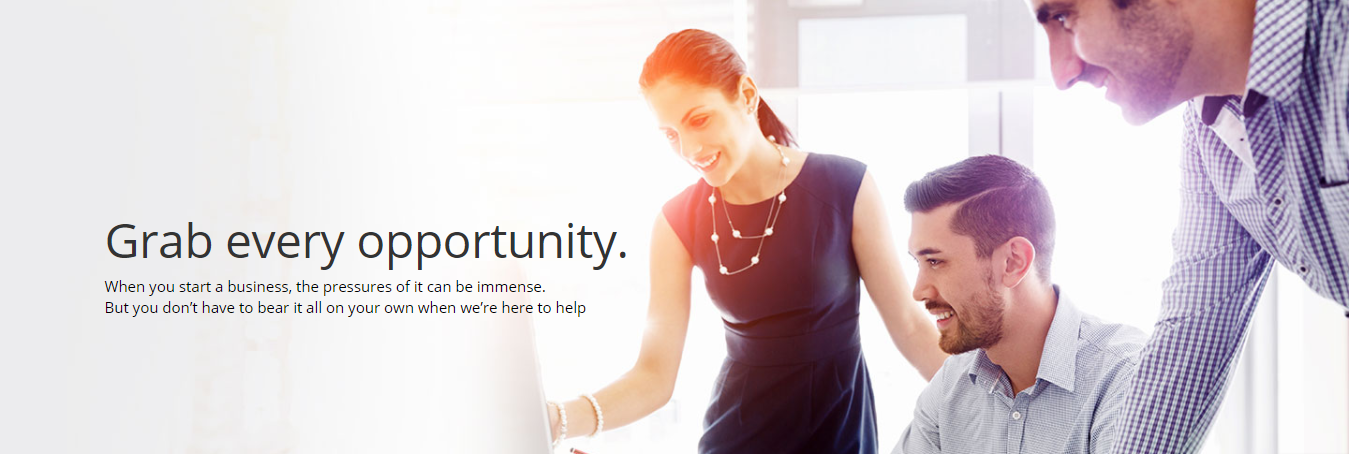 Grab every opportunity.
When you start a business, the pressures of it can be immense.
But you don’t have to bear it all on your own when we’re here to help